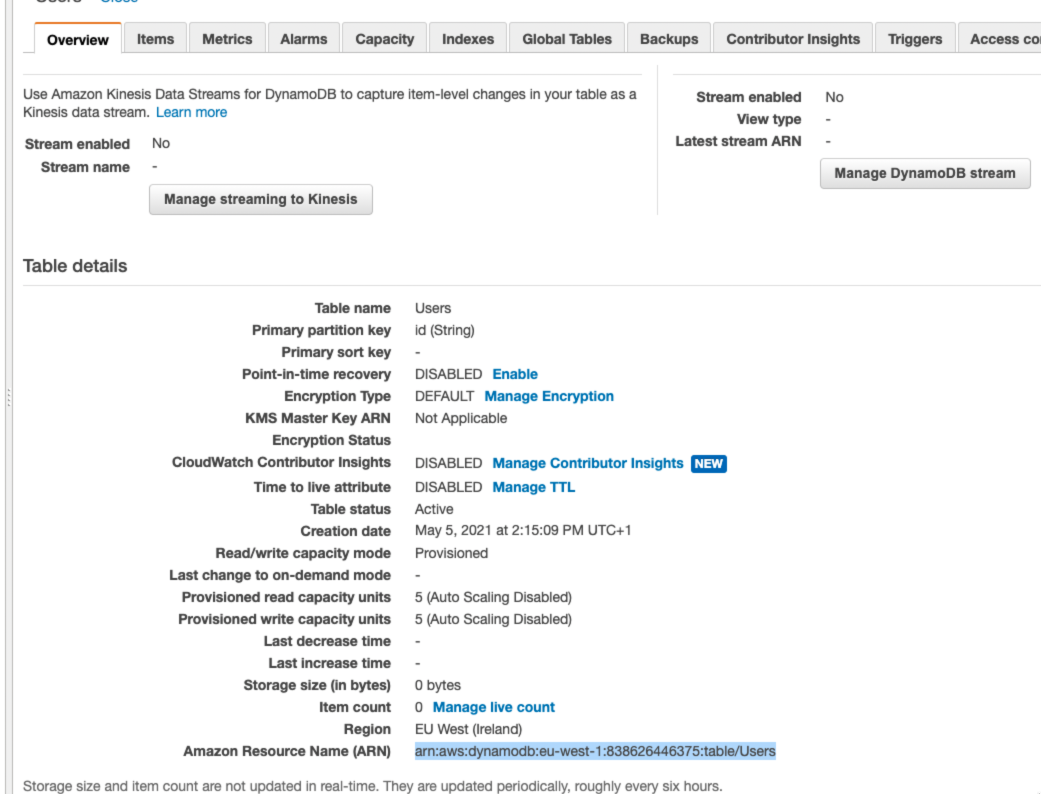 Users Close
Overview Items Metrics Alarms Capacity Indexes Global Tables Backups Contributor Insights Triggers Access
Use Amazon Kinesis Data Streams for DynamoDB to capture item-level changes in your table as a
Kinesis data stream. Learn more
Stream enabled No
Stream name -
Manage streaming to Kinesis
Stream enabled No
View type -
Latest stream ARN -
Manage DynamoDB stream
Table details
Table name Users
Primary partition key id (String)
Primary sort key -
Point-in-time recovery DISABLED Enable
Encryption Type DEFAULT Manage Encryption
KMS Master Key ARN Not Applicable
Encryption Status
CloudWatch Contributor Insights DISABLED Manage Contributor Insights NEW
Time to live attribute DISABLED Manage TTL
Table status Active
Creation date May 5, 2021 at 2:15:09 PM UTC+1
Read/write capacity mode Provisioned
Last change to on-demand mode -
Provisioned read capacity units 5 (Auto Scaling Disabled)
Provisioned write capacity units 5 (Auto Scaling Disabled)
Last decrease time -
Last increase time -
Storage size (in bytes) 0 bytes
Item count 0 Manage live count
Region EU West (Ireland)
Amazon Resource Name (ARN) arn:aws:dynamodb:eu-west-1:838626446375:table/Users
Storage size and item count are not updated in real-time. They are updated periodically, roughly every six hours.